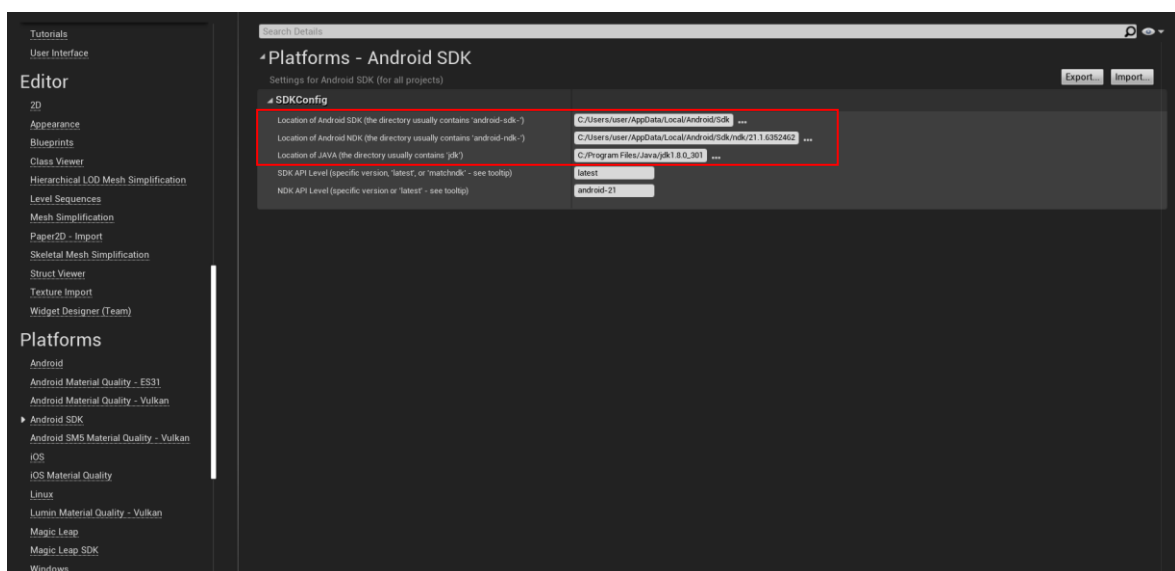 Tutorials
User Interface
Editor
2D
Appearance
Blueprints
Class Viewer
Hierarchical LOD Mesh Simplification
Level Sequences
Mesh Simplification
Paper2D - Import
Skeletal Mesh Simplification
Struct Viewer
Texture Import
Widget Designer (Team)
Platforms
Android
Android Material Quality - ES31
Android Material Quality - Vulkan
Android SDK
Android SM5 Material Quality - Vulkan
iOS
iOS Material Quality
Linux
Lumin Material Quality - Vulkan
Magic Leap
Magic Leap SDK
Windows
Search Details
Platforms - Android SDK
Settings for Android SDK (for all projects)
Export... Import...
SDKConfig
Location of Android SDK (the directory usually contains 'android-sdk-') C:/Users/user/AppData/Local/Android/Sdk ...
Location of Android NDK (the directory usually contains 'android-ndk-') C:/Users/user/AppData/Local/Android/Sdk/ndk/21.1.6352462 ...
Location of JAVA (the directory usually contains 'jdk') C:/Program Files/Java/jdk1.8.0_301 ...
SDK API Level (specific version, 'latest', or 'matchndk' - see tooltip) latest
NDK API Level (specific version or 'latest' - see tooltip) android-21